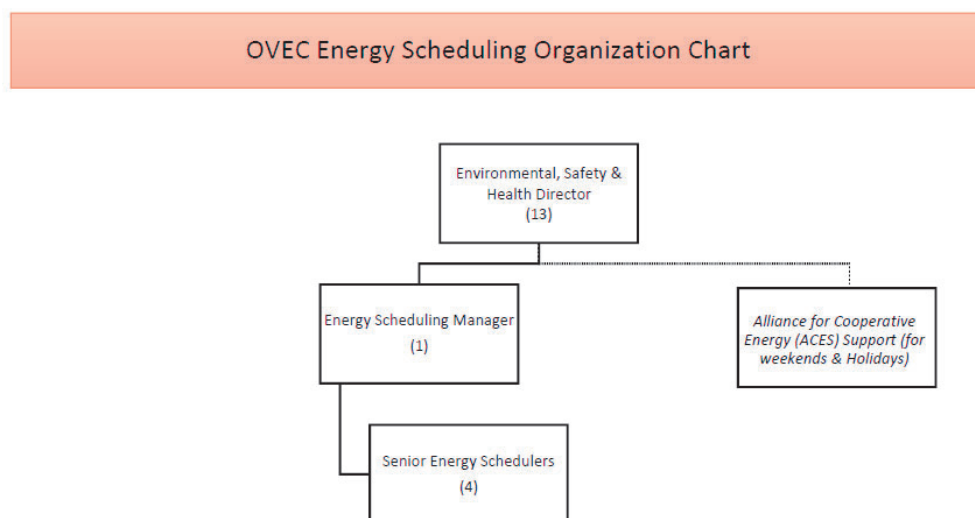 OVEC Energy Scheduling Organization Chart
Environmental, Safety &
Health Director
(13)
Energy Scheduling Manager
(1)
Alliance for Cooperative
Energy (ACES) Support (for
weekends & Holidays)
Senior Energy Schedulers
(4)